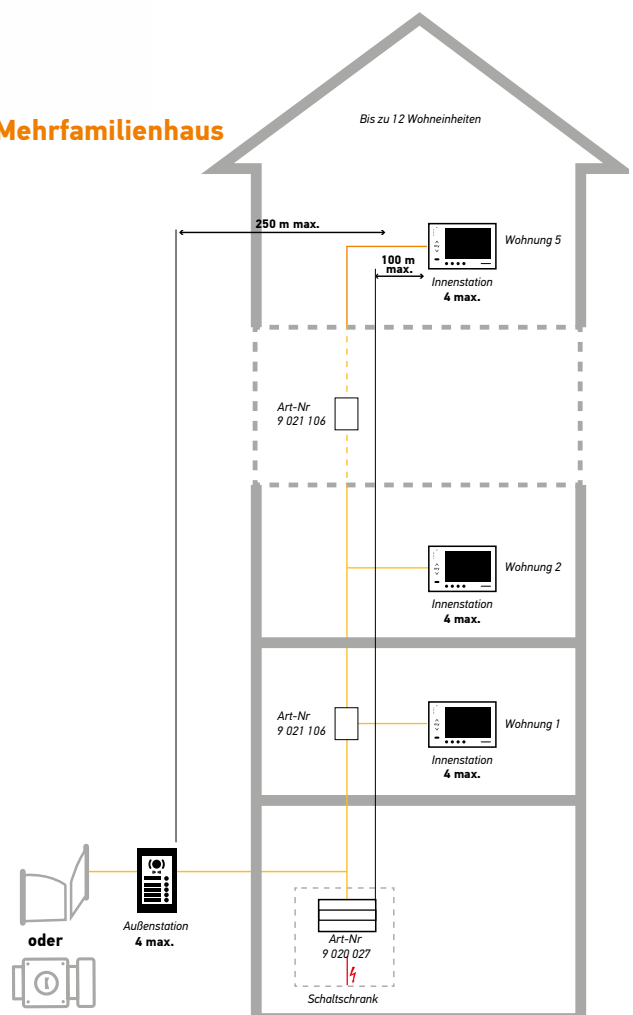 Mehrfamilienhaus
Bis zu 12 Wohneinheiten
250 m max.
Wohnung 5
100 m
max.
Innenstation
4 max.
Art-Nr
9 021 106
Wohnung 2
Innenstation
4 max.
Art-Nr
9 021 106
Wohnung 1
Innenstation
4 max.
Außenstation
4 max.
oder
Art-Nr
9 020 027
Schaltschrank